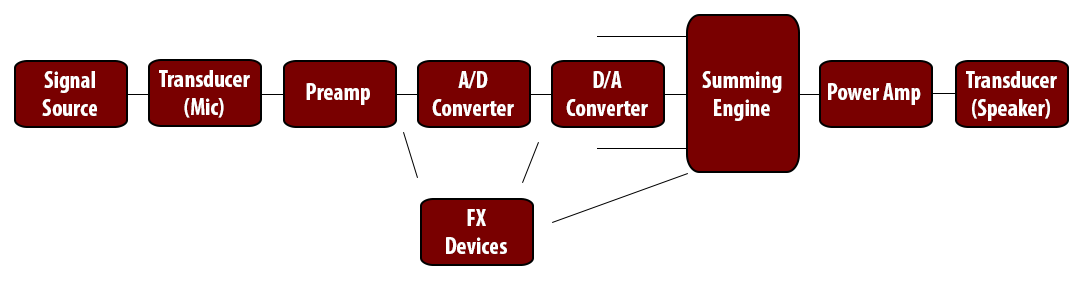 Signal
Source
Transducer
(Mic)
Preamp
A/D
Converter
D/A
Converter
Summing
Engine
Power Amp
Transducer
(Speaker)
FX
Devices